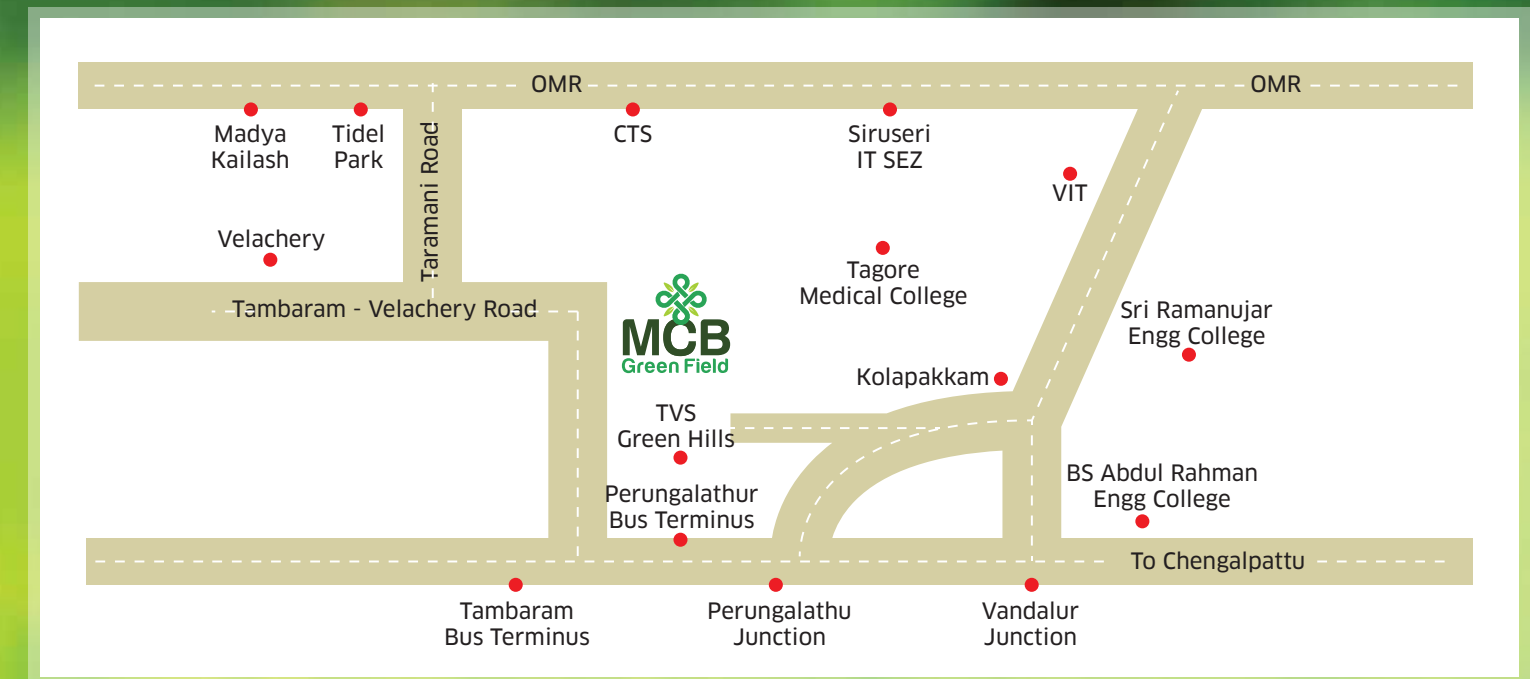 OMR
OMR
Madya
Kailash
Tidel
Park
Taramani Road
CTS
Siruseri
IT SEZ
VIT
Velachery
Tagore
Medical College
Tambaram - Velachery Road
MCB
Green Field
Sri Ramanujar
Engg College
Kolapakkam
TVS
Green Hills
BS Abdul Rahman
Engg College
Perungalathur
Bus Terminus
To Chengalpattu
Tambaram
Bus Terminus
Perungalathu
Junction
Vandalur
Junction